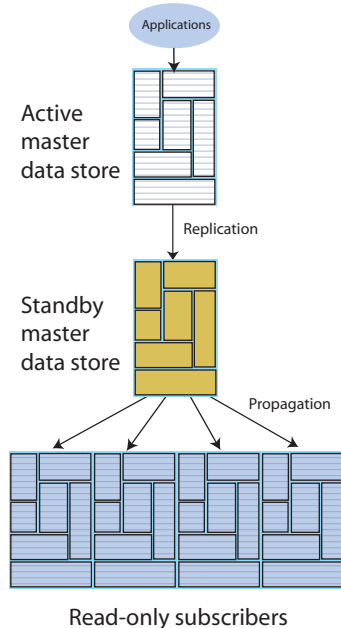 Applications
Active
master
data store
Replication
Standby
master
data store
Propagation
Read-only subscribers